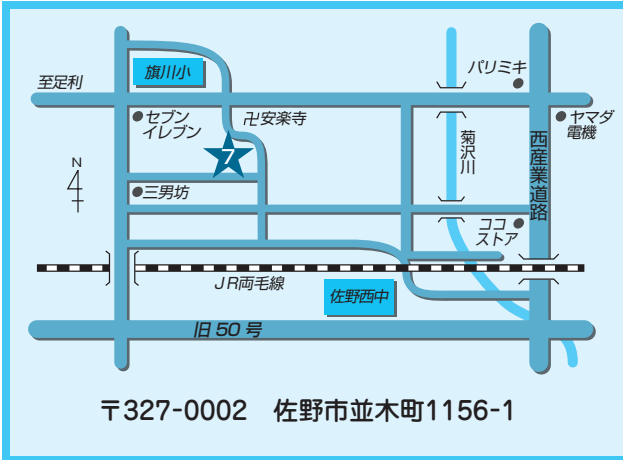 旗川小
パリミキ
至足利
セブン
イレブン
卍安楽寺
ヤマダ
電機
7
菊沢川
西産業道路
N
三男坊
ココ
ストア
JR両毛線
佐野西中
旧50号
〒327-0002 佐野市並木町1156-1